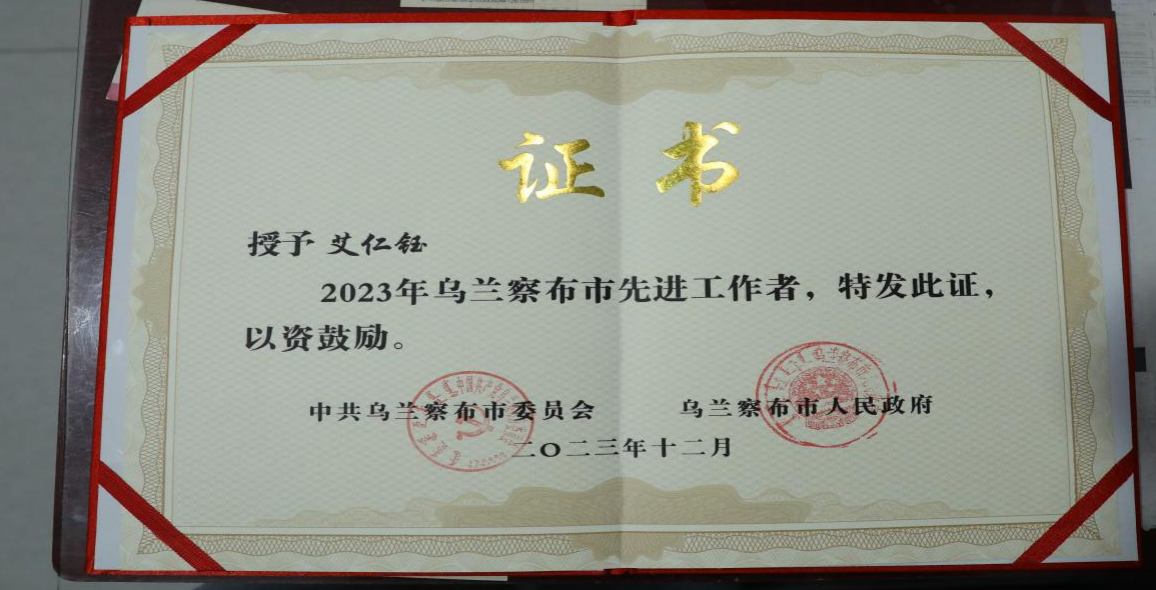 证书
授予 艾仁钰
2023年乌兰察布市先进工作者，特发此证，
以资鼓励。
中共乌兰察布市委员会 乌兰察布市人民政府
二〇二三年十二月